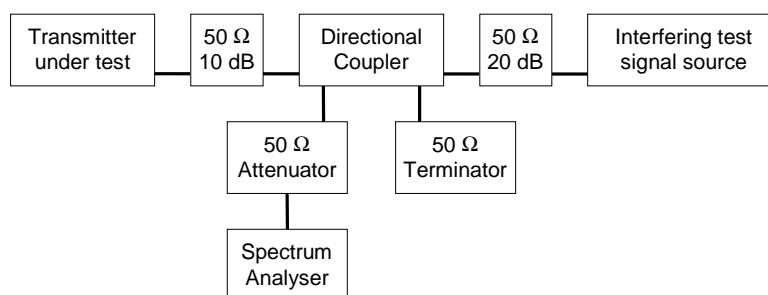 Transmitter
under test
50 Ω
10 dB
Directional
Coupler
50 Ω
20 dB
Interfering test
signal source
50 Ω
Attenuator
50 Ω
Terminator
Spectrum
Analyser